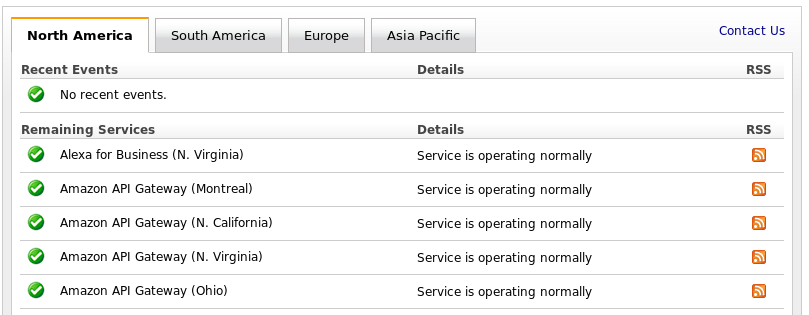 North America South America Europe Asia Pacific Contact Us
Recent Events Details RSS
No recent events.
Remaining Services Details RSS
Alexa for Business (N. Virginia) Service is operating normally
Amazon API Gateway (Montreal) Service is operating normally
Amazon API Gateway (N. California) Service is operating normally
Amazon API Gateway (N. Virginia) Service is operating normally
Amazon API Gateway (Ohio) Service is operating normally